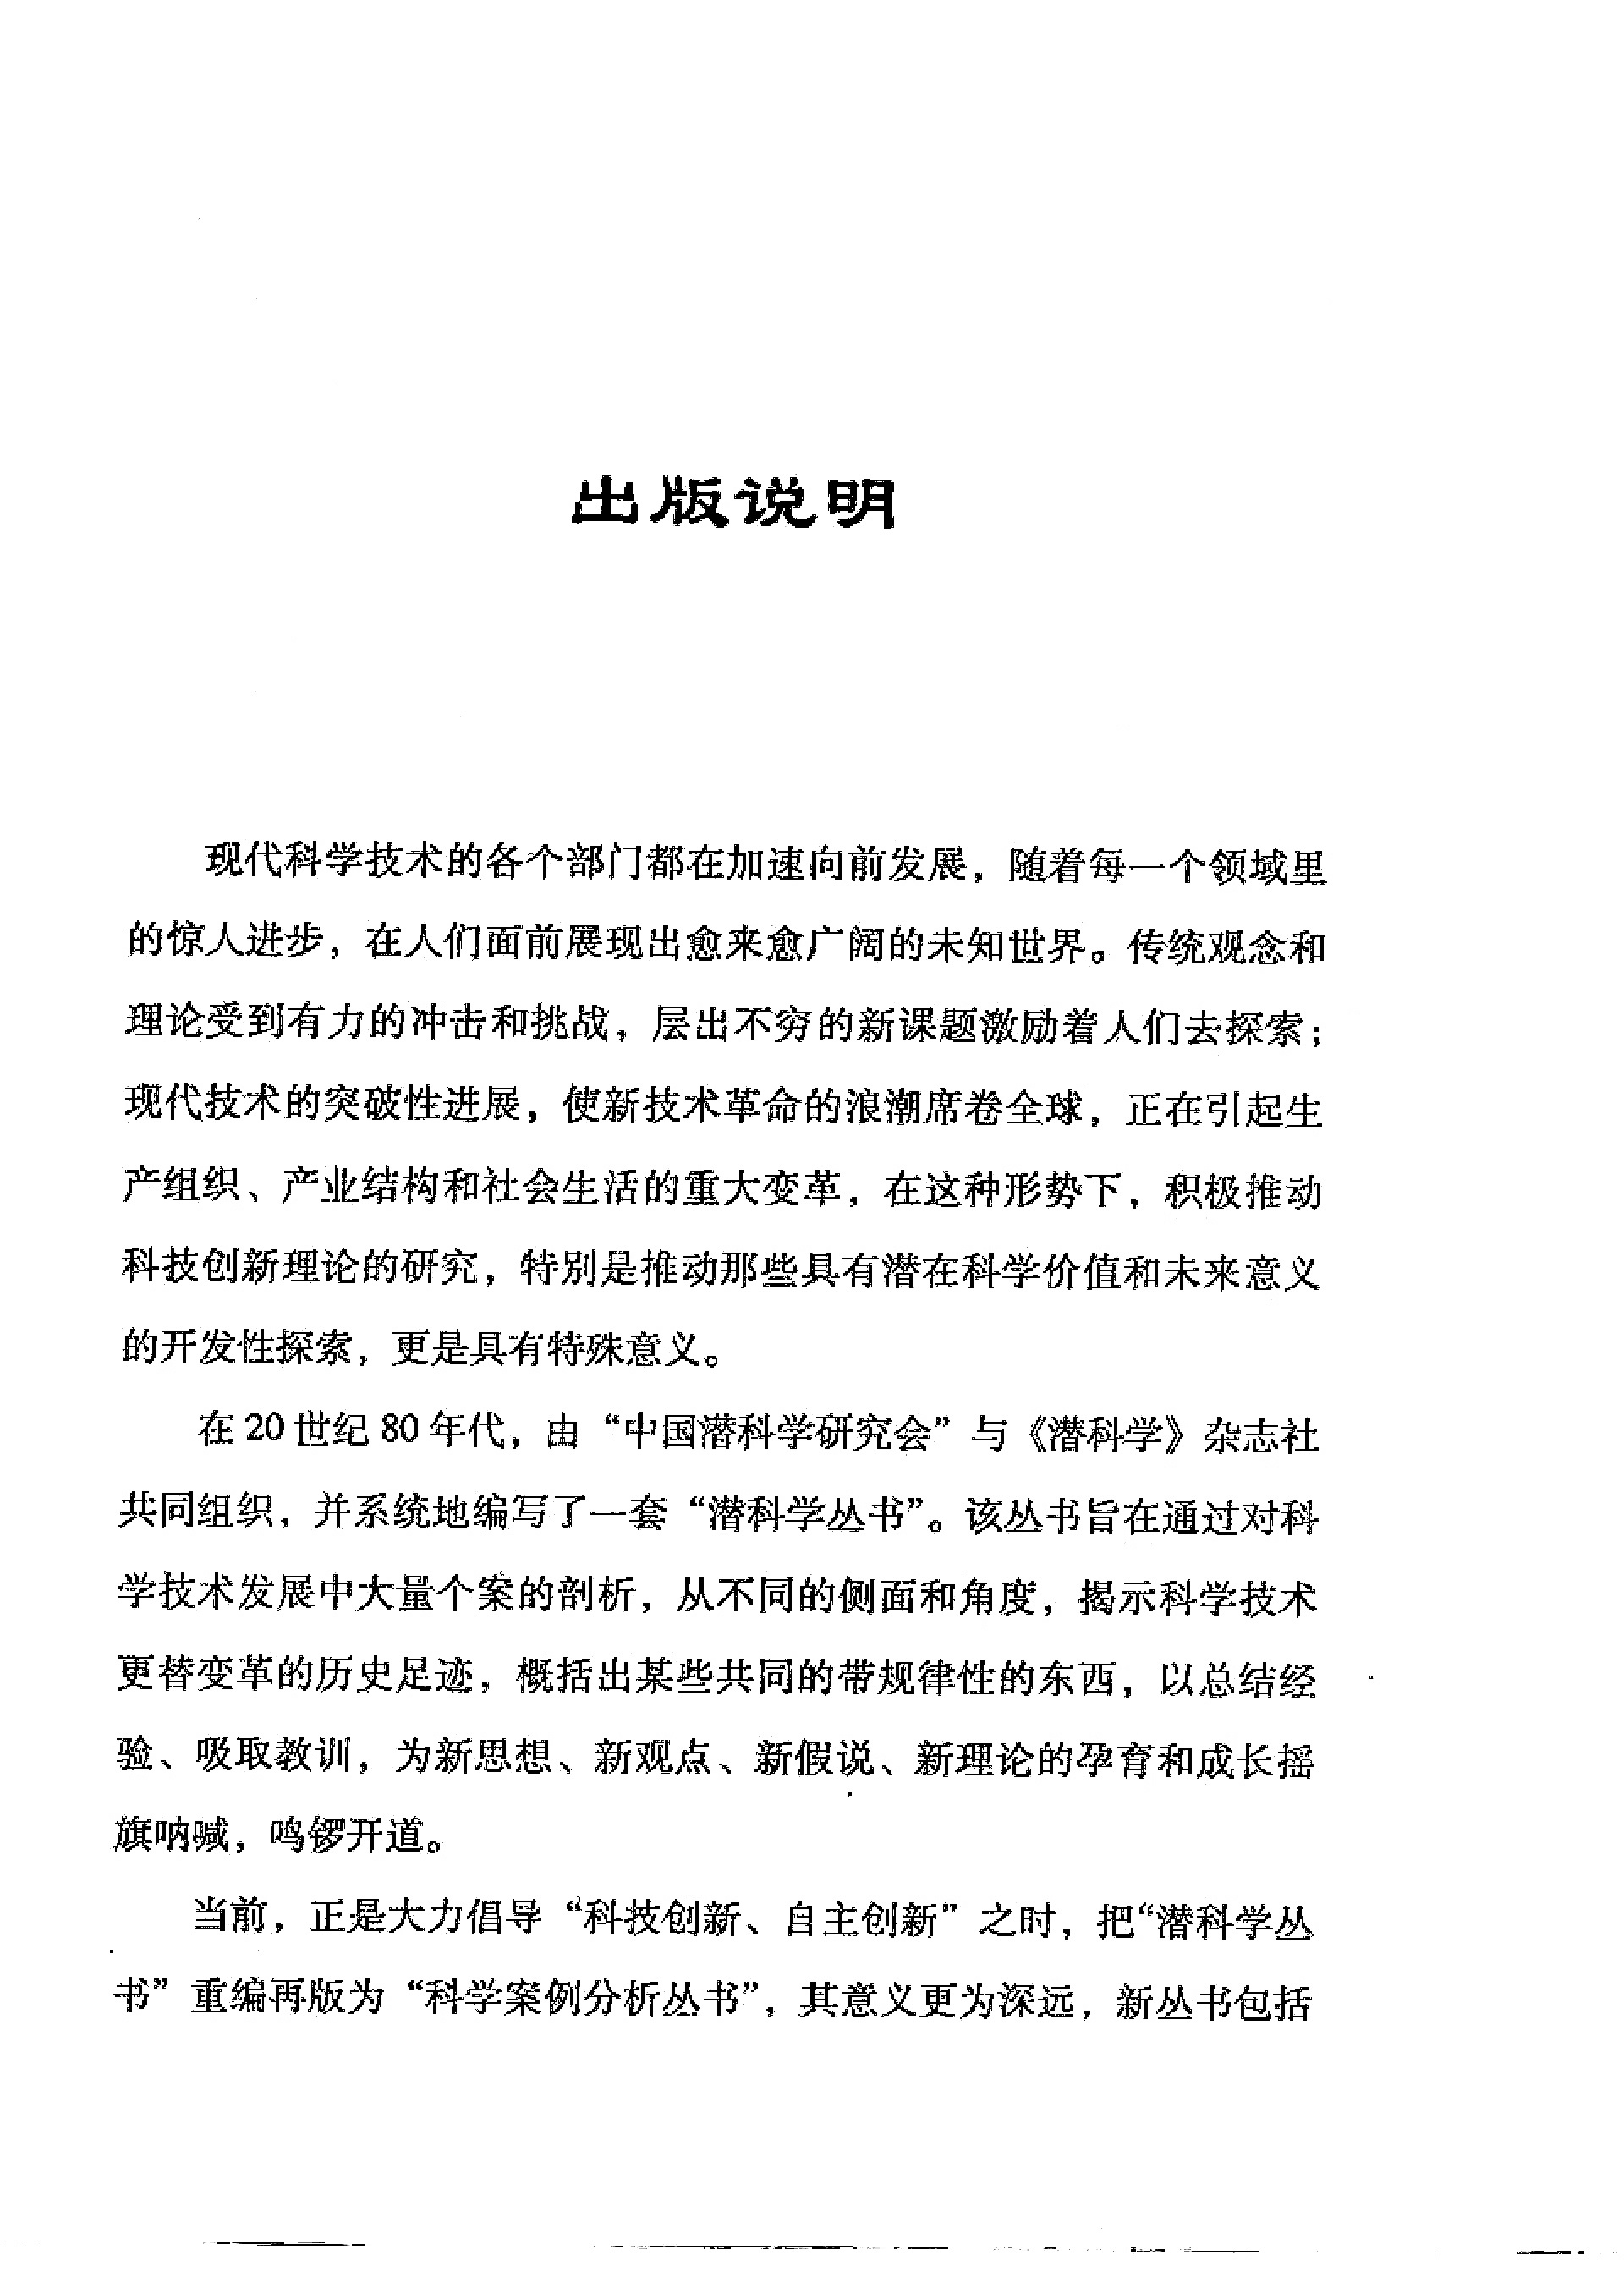 出版说明
现代科学技术的各个部门都在加速向前发展，随着每一个领域里
的惊人进步，在人们面前展现出愈来愈广阔的未知世界。传统观念和
理论受到有力的冲击和挑战，层出不穷的新课题激励着人们去探索；
现代技术的突破性进展，使新技术革命的浪潮席卷全球，正在引起生
产组织、产业结构和社会生活的重大变革，在这种形势下，积极推动
科技创新理论的研究，特别是推动那些具有潜在科学价值和未来意义
的开发性探索，更是具有特殊意义。
在20世纪80年代，由“中国潜科学研究会”与《潜科学》杂志社
共同组织，并系统地编写了一套“潜科学丛书”。该丛书旨在通过对科
学技术发展中大量个案的剖析，从不同的侧面和角度，揭示科学技术
更替变革的历史足迹，概括出某些共同的带规律性的东西，以总结经
验、吸取教训，为新思想、新观点、新假说、新理论的孕育和成长摇
旗呐喊，鸣锣开道。
当前，正是大力倡导“科技创新、自主创新”之时，把“潜科学丛
书”重编再版为“科学案例分析丛书”，其意义更为深远，新丛书包括